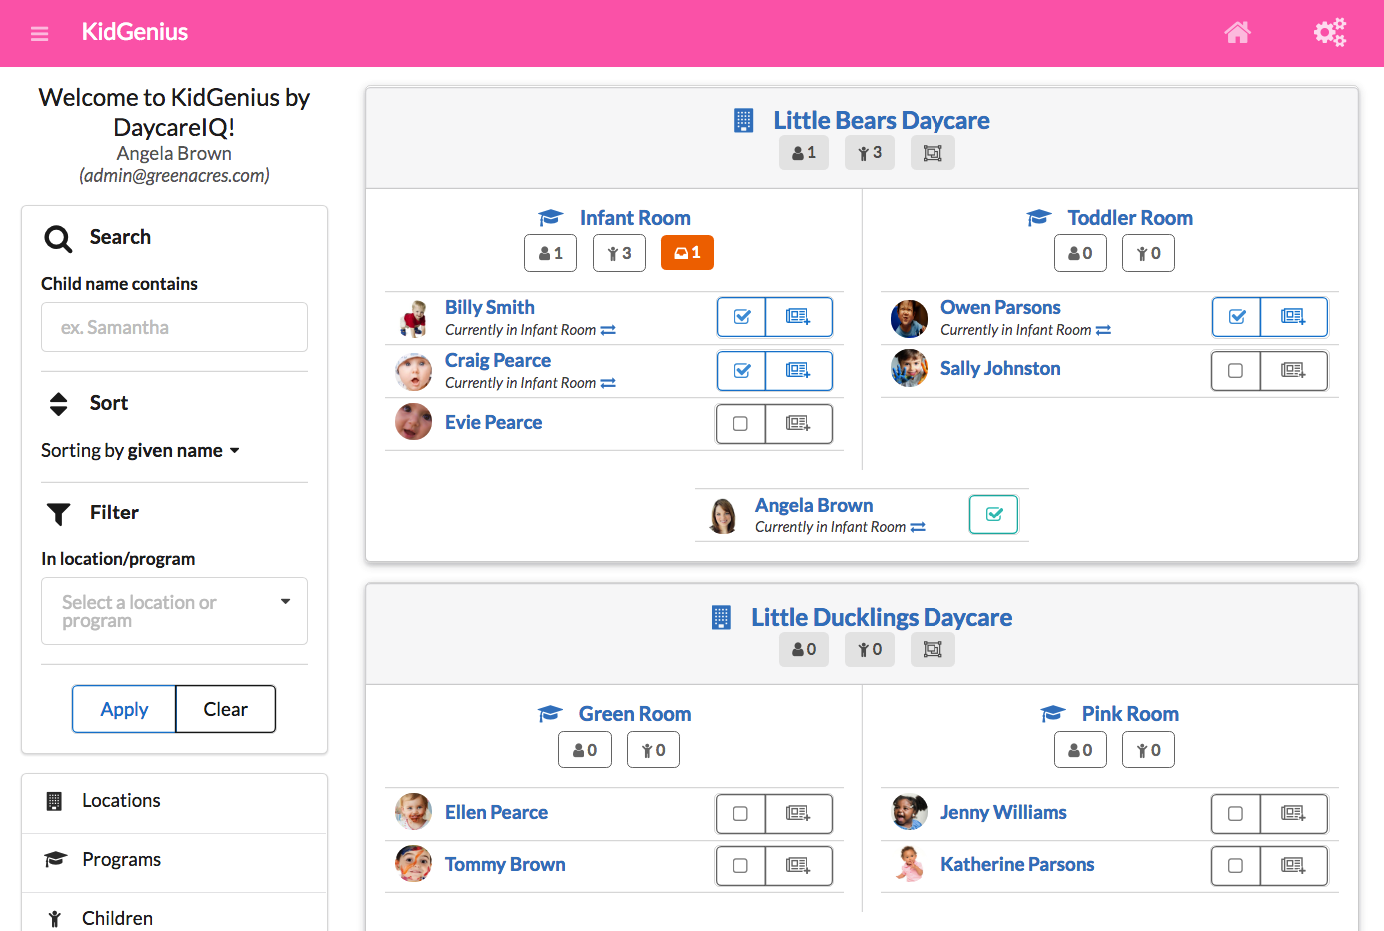 KidGenius
Welcome to KidGenius by
DaycareIQ!
Angela Brown
(admin@greenacres.com)
Search
Child name contains
ex. Samantha
Sort
Sorting by given name
Filter
In location/program
Select a location or
program
Apply Clear
Locations
Programs
Children
Little Bears Daycare
1 3
Infant Room
1 3 1
Billy Smith
Currently in Infant Room
Craig Pearce
Currently in Infant Room
Evie Pearce
Toddler Room
0 0
Owen Parsons
Currently in Infant Room
Sally Johnston
Angela Brown
Currently in Infant Room
Little Ducklings Daycare
0 0
Green Room
0 0
Ellen Pearce
Tommy Brown
Pink Room
0 0
Jenny Williams
Katherine Parsons